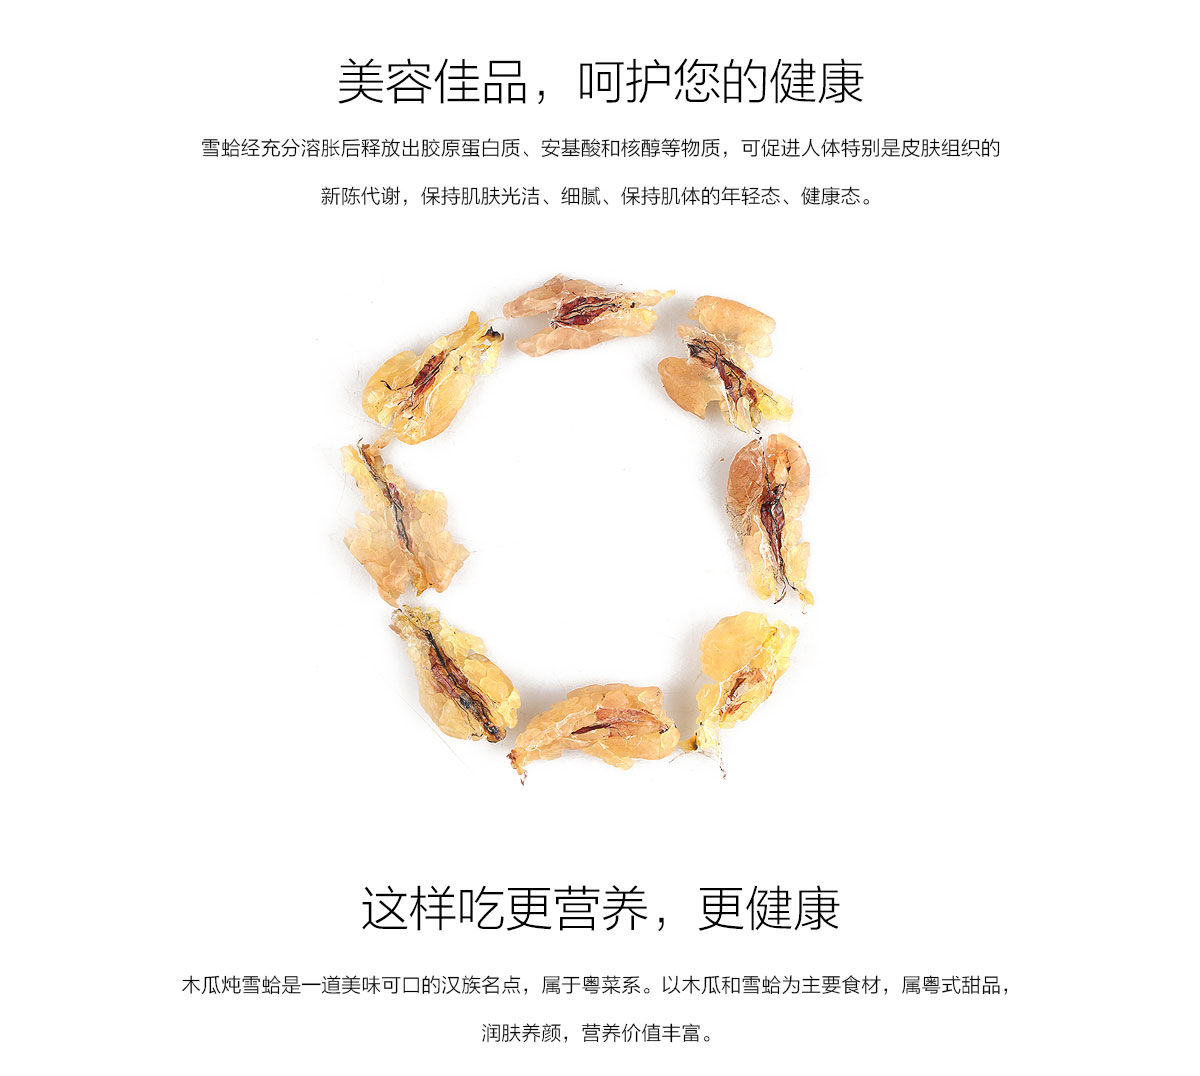 美容佳品，呵护您的健康
雪蛤经充分溶胀后释放出胶原蛋白质、安基酸和核醇等物质，可促进人体特别是皮肤组织的
新陈代谢，保持肌肤光洁、细腻、保持肌体的年轻态、健康态。
这样吃更营养，更健康
木瓜炖雪蛤是一道美味可口的汉族名点，属于粤菜系。以木瓜和雪蛤为主要食材，属粤式甜品，
润肤养颜，营养价值丰富。